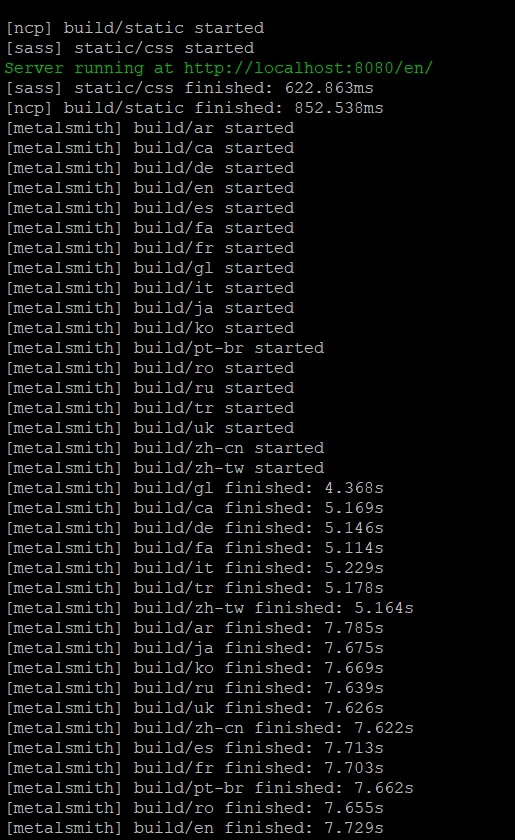 [ncp] build/static started
[sass] static/css started
Server running at http://localhost:8080/en/
[sass] static/css finished: 622.863ms
[ncp] build/static finished: 852.538ms
[metalsmith] build/ar started
[metalsmith] build/ca started
[metalsmith] build/de started
[metalsmith] build/en started
[metalsmith] build/es started
[metalsmith] build/fa started
[metalsmith] build/fr started
[metalsmith] build/gl started
[metalsmith] build/it started
[metalsmith] build/ja started
[metalsmith] build/ko started
[metalsmith] build/pt-br started
[metalsmith] build/ro started
[metalsmith] build/ru started
[metalsmith] build/tr started
[metalsmith] build/uk started
[metalsmith] build/zh-cn started
[metalsmith] build/zh-tw started
[metalsmith] build/gl finished: 4.368s
[metalsmith] build/ca finished: 5.169s
[metalsmith] build/de finished: 5.146s
[metalsmith] build/fa finished: 5.114s
[metalsmith] build/it finished: 5.229s
[metalsmith] build/tr finished: 5.178s
[metalsmith] build/zh-tw finished: 5.164s
[metalsmith] build/ar finished: 7.785s
[metalsmith] build/ja finished: 7.675s
[metalsmith] build/ko finished: 7.669s
[metalsmith] build/ru finished: 7.639s
[metalsmith] build/uk finished: 7.626s
[metalsmith] build/zh-cn finished: 7.622s
[metalsmith] build/es finished: 7.713s
[metalsmith] build/fr finished: 7.703s
[metalsmith] build/pt-br finished: 7.662s
[metalsmith] build/ro finished: 7.655s
[metalsmith] build/en finished: 7.729s